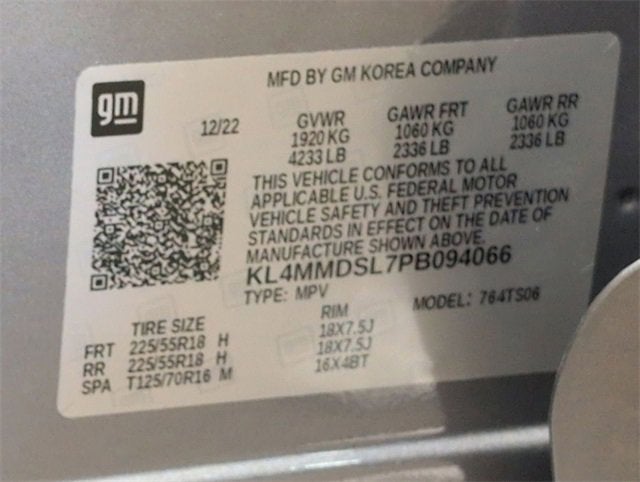 gm
MFD BY GM KOREA COMPANY
12/22
GVWR GAWR FRT GAWR RR
1920 KG 1060 KG 1060 KG
4233 LB 2336 LB 2336 LB
THIS VEHICLE CONFORMS TO ALL
APPLICABLE U.S. FEDERAL MOTOR
VEHICLE SAFETY AND THEFT PREVENTION
STANDARDS IN EFFECT ON THE DATE OF
MANUFACTURE SHOWN ABOVE.
KL4MMDSL7PB094066
TYPE: MPV MODEL: 764TS06
TIRE SIZE RIM
FRT 225/55R18 H 18X7.5J
RR 225/55R18 H 18X7.5J
SPA T125/70R16 M 16X4BT